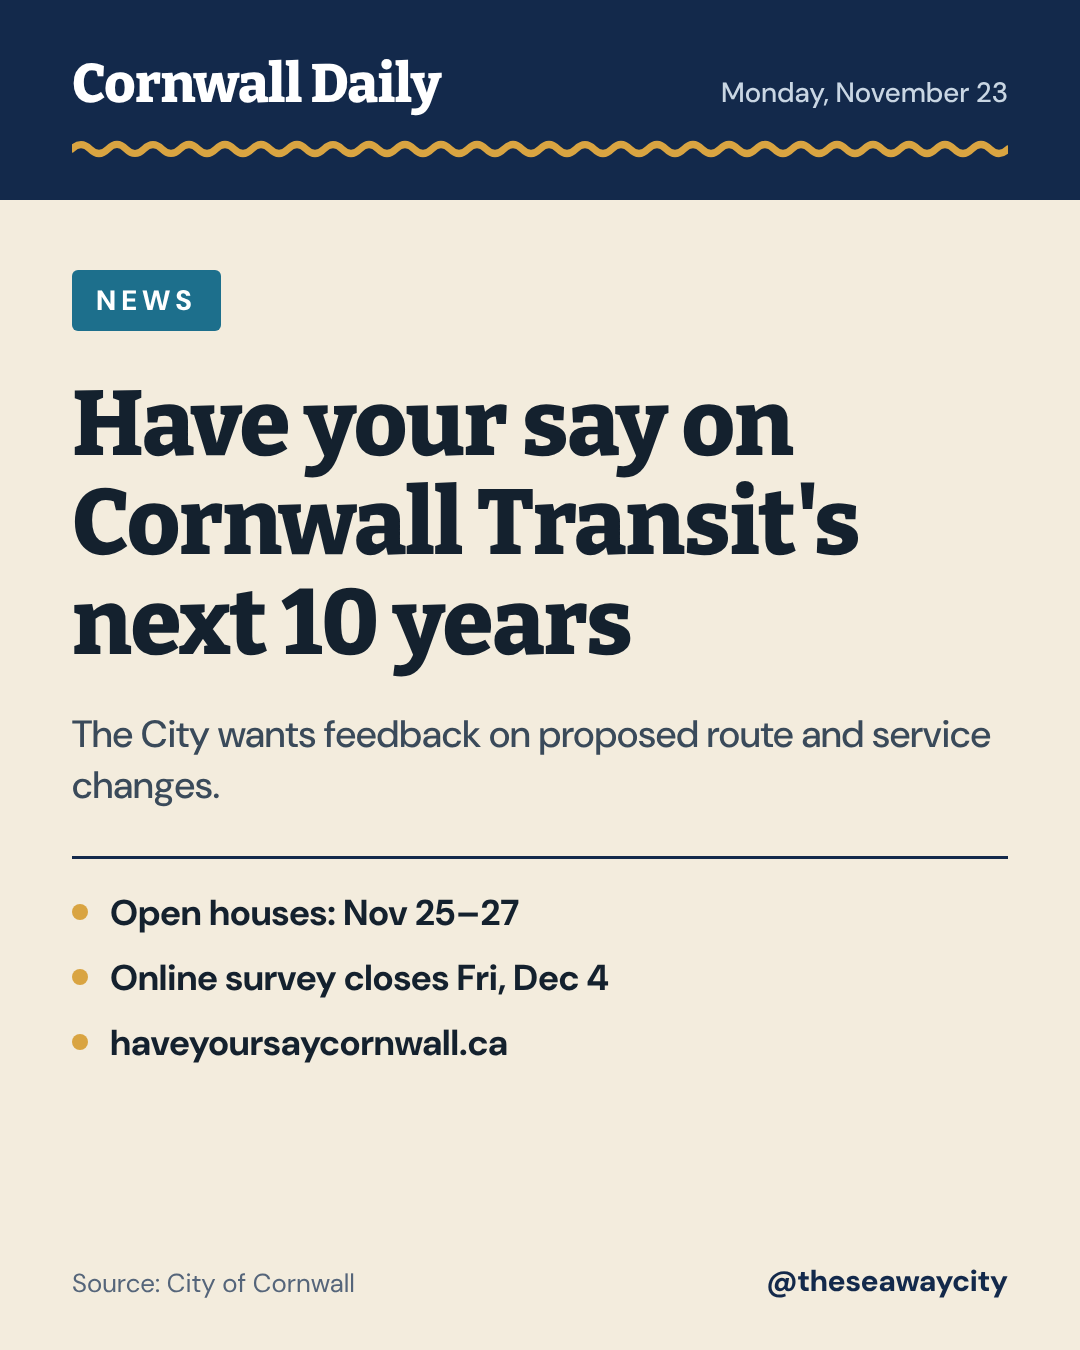 Cornwall Daily
Monday, November 23
NEWS
Have your say on
Cornwall Transit's
next 10 years
The City wants feedback on proposed route and service
changes.
Open houses: Nov 25–27
Online survey closes Fri, Dec 4
haveyoursaycornwall.ca
Source: City of Cornwall
@theseawaycity